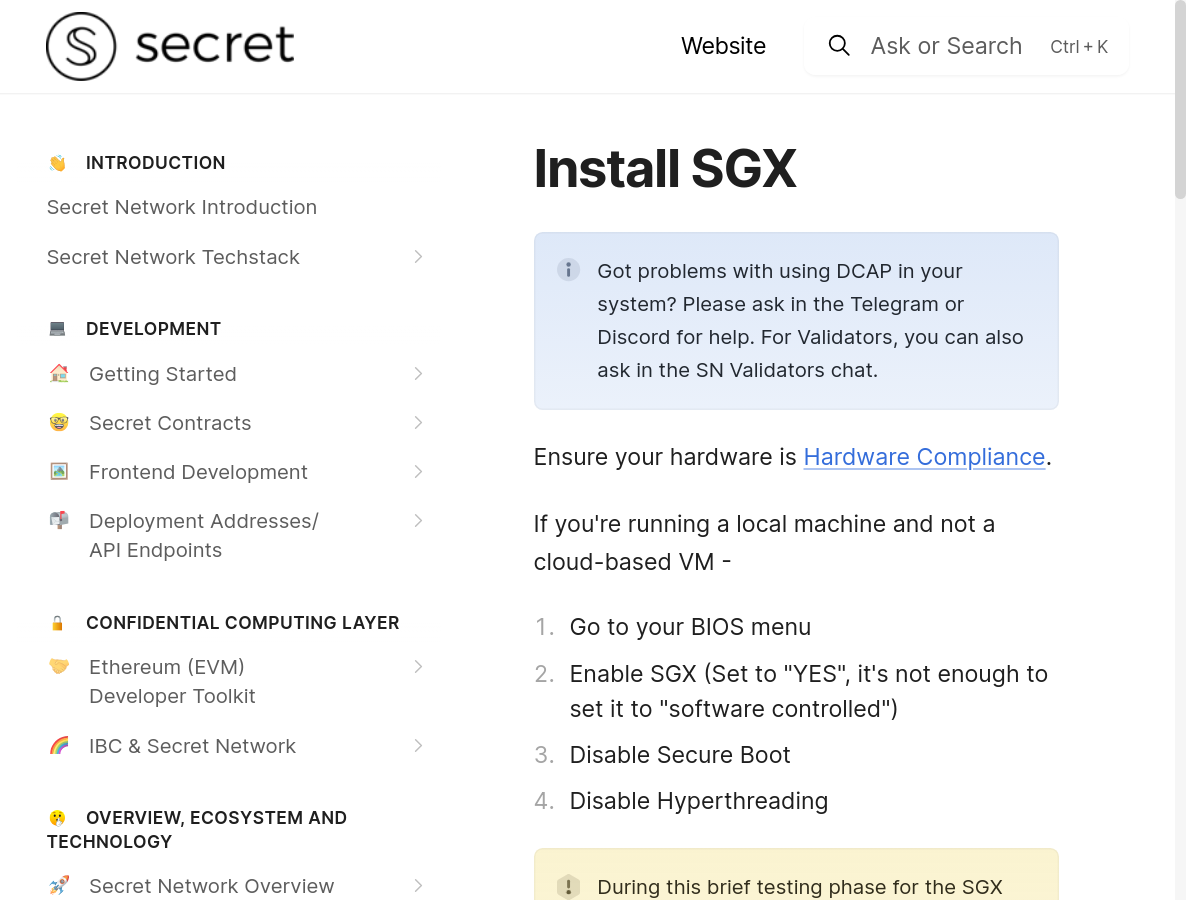 secret
Website
Ask or Search
Ctrl + K
INTRODUCTION
Secret Network Introduction
Secret Network Techstack
DEVELOPMENT
Getting Started
Secret Contracts
Frontend Development
Deployment Addresses/
API Endpoints
CONFIDENTIAL COMPUTING LAYER
Ethereum (EVM)
Developer Toolkit
IBC & Secret Network
OVERVIEW, ECOSYSTEM AND
TECHNOLOGY
Secret Network Overview
Install SGX
Got problems with using DCAP in your
system? Please ask in the Telegram or
Discord for help. For Validators, you can also
ask in the SN Validators chat.
Ensure your hardware is Hardware Compliance.
If you're running a local machine and not a
cloud-based VM -
1. Go to your BIOS menu
2. Enable SGX (Set to "YES", it's not enough to
set it to "software controlled")
3. Disable Secure Boot
4. Disable Hyperthreading
During this brief testing phase for the SGX